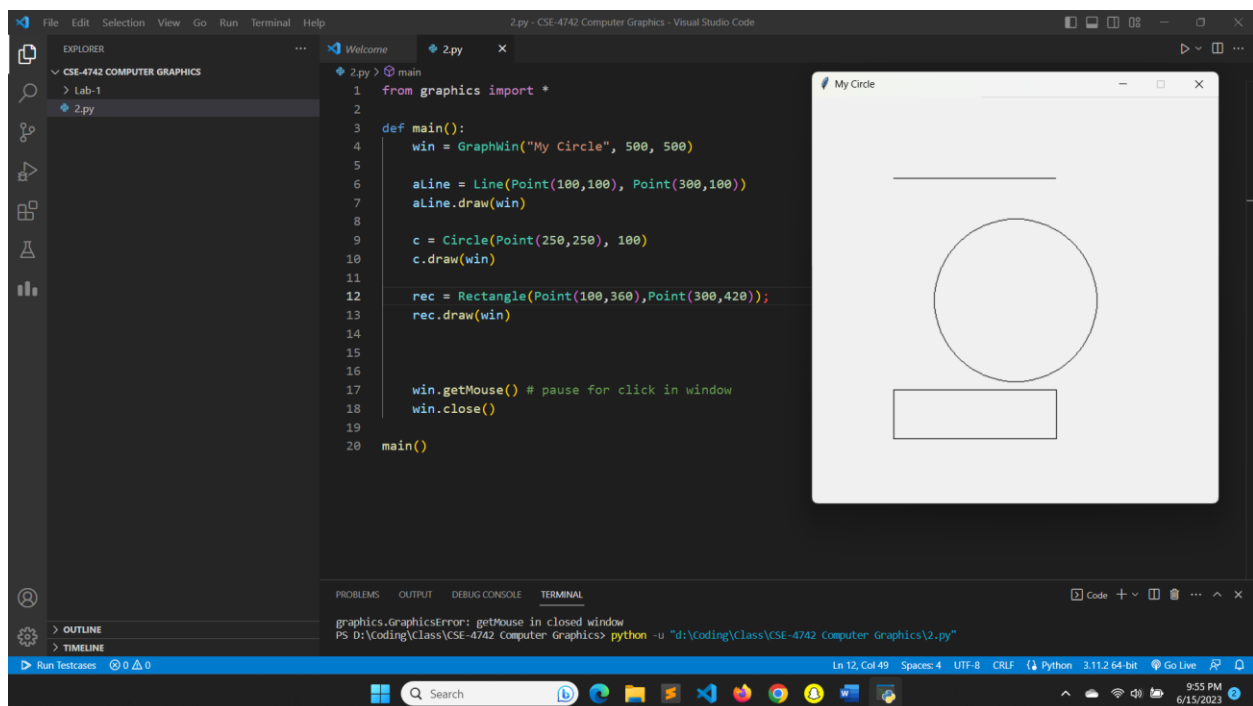 File Edit Selection View Go Run Terminal Help
2.py - CSE-4742 Computer Graphics - Visual Studio Code
EXPLORER
CSE-4742 COMPUTER GRAPHICS
Lab-1
2.py
OUTLINE
TIMELINE
Welcome
2.py
2.py > main
1 from graphics import *
2
3 def main():
4 win = GraphWin("My Circle", 500, 500)
5
6 aLine = Line(Point(100,100), Point(300,100))
7 aLine.draw(win)
8
9 c = Circle(Point(250,250), 100)
10 c.draw(win)
11
12 rec = Rectangle(Point(100,360),Point(300,420));
13 rec.draw(win)
14
15
16
17 win.getMouse() # pause for click in window
18 win.close()
19
20 main()
My Circle
PROBLEMS OUTPUT DEBUG CONSOLE TERMINAL
Code
graphics.GraphicsError: getMouse in closed window
PS D:\Coding\Class\CSE-4742 Computer Graphics> python -u "d:\Coding\Class\CSE-4742 Computer Graphics\2.py"
Run Testcases 0 0
Ln 12, Col 49 Spaces: 4 UTF-8 CRLF Python 3.11.2 64-bit Go Live
Search
9:55 PM
6/15/2023
2